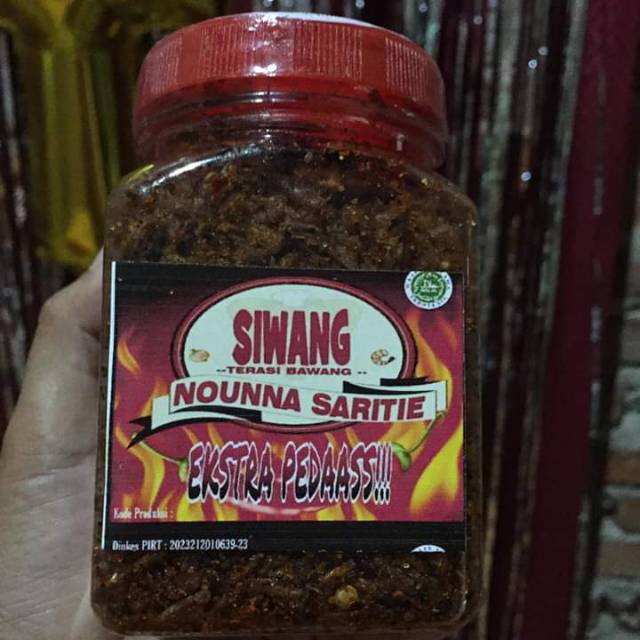 SIWANG
--TERASI BAWANG--
NOUNNA SARITIE
EKSTRA PEDAASS!!!
Kode Produksi :
Dinkes PIRT : 2023212010639-23